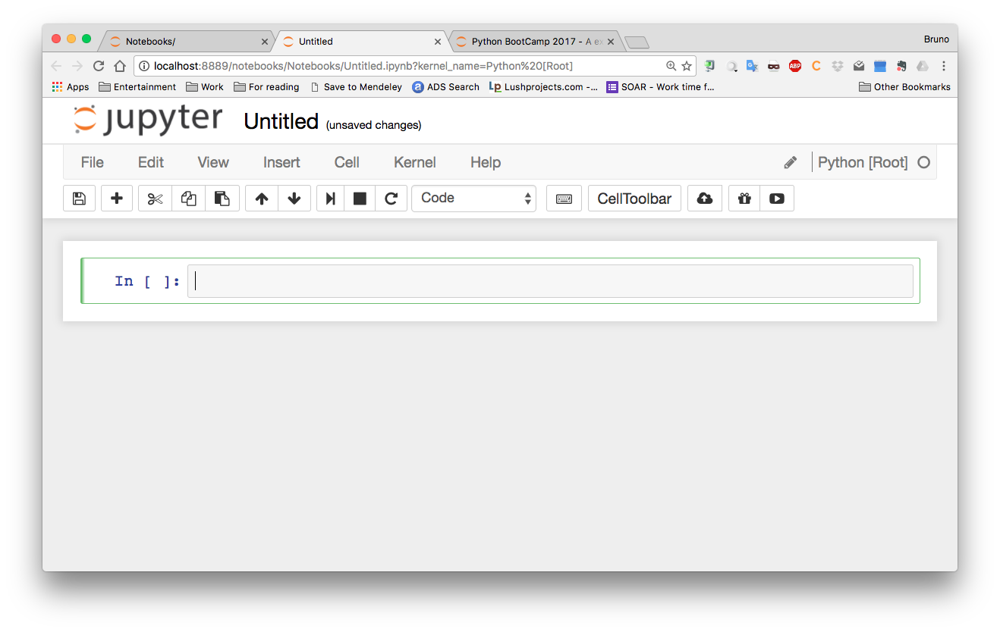 Notebooks/ Untitled Python BootCamp 2017 - A ex Bruno
localhost:8889/notebooks/Notebooks/Untitled.ipynb?kernel_name=Python%20[Root] ABP C
Apps Entertainment Work For reading Save to Mendeley a ADS Search Lp Lushprojects.com -... SOAR - Work time f... Other Bookmarks
jupyter Untitled (unsaved changes)
File Edit View Insert Cell Kernel Help Python [Root]
Code CellToolbar
In [ ]: